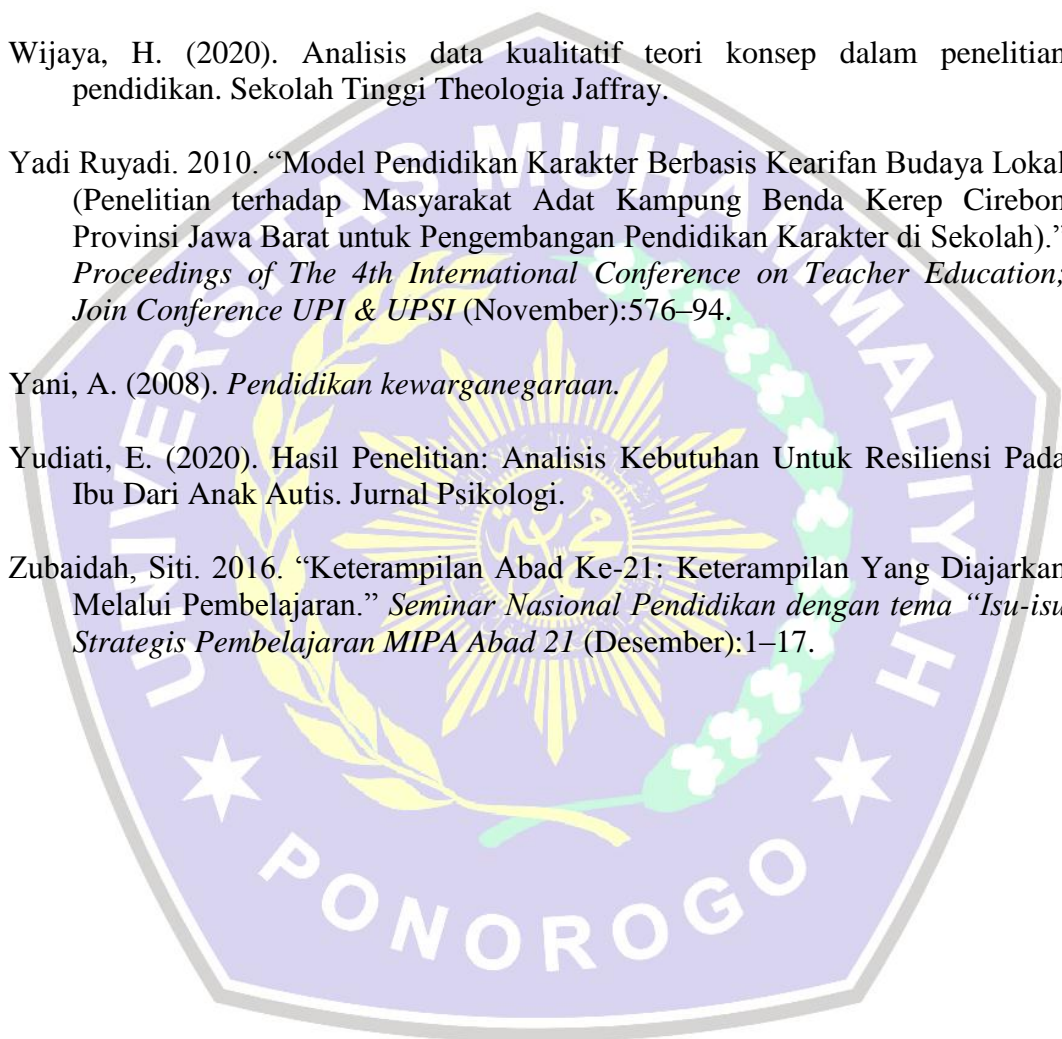 Wijaya, H. (2020). Analisis data kualitatif teori konsep dalam penelitian
pendidikan. Sekolah Tinggi Theologia Jaffray.
Yadi Ruyadi. 2010. “Model Pendidikan Karakter Berbasis Kearifan Budaya Lokal
(Penelitian terhadap Masyarakat Adat Kampung Benda Kerep Cirebon
Provinsi Jawa Barat untuk Pengembangan Pendidikan Karakter di Sekolah).”
Proceedings of The 4th International Conference on Teacher Education;
Join Conference UPI & UPSI (November):576–94.
Yani, A. (2008). Pendidikan kewarganegaraan.
Yudiati, E. (2020). Hasil Penelitian: Analisis Kebutuhan Untuk Resiliensi Pada
Ibu Dari Anak Autis. Jurnal Psikologi.
Zubaidah, Siti. 2016. “Keterampilan Abad Ke-21: Keterampilan Yang Diajarkan
Melalui Pembelajaran.” Seminar Nasional Pendidikan dengan tema “Isu-isu
Strategis Pembelajaran MIPA Abad 21 (Desember):1–17.
UNIVERSITAS MUHAMMADIYAH
PONOROGO